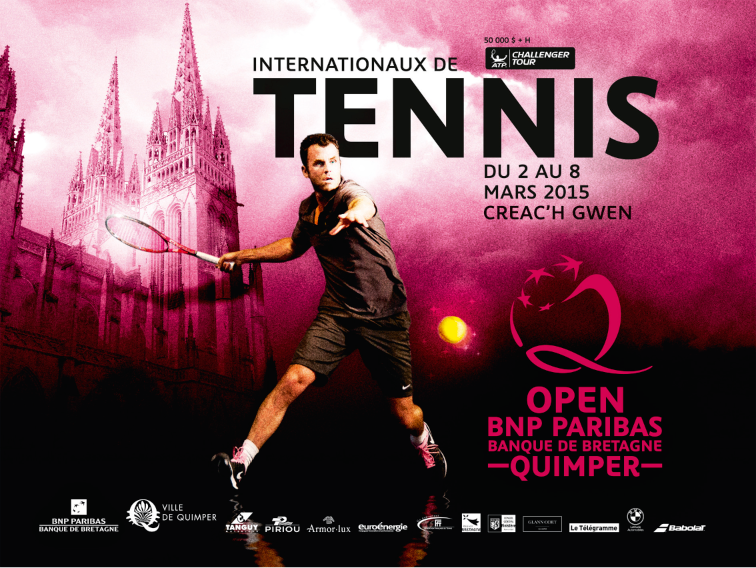 50 000 $ + H
ATP. CHALLENGER
TOUR
INTERNATIONAUX DE
TENNIS
DU 2 AU 8
MARS 2015
CREAC'H GWEN
OPEN
BNP PARIBAS
BANQUE DE BRETAGNE
QUIMPER
BNP PARIBAS
BANQUE DE BRETAGNE
VILLE
DE QUIMPER
TANGUY
PIRIOU
Armor·lux
euroénergie
FFT
BRETAGNE
Le Télégramme
Babolat